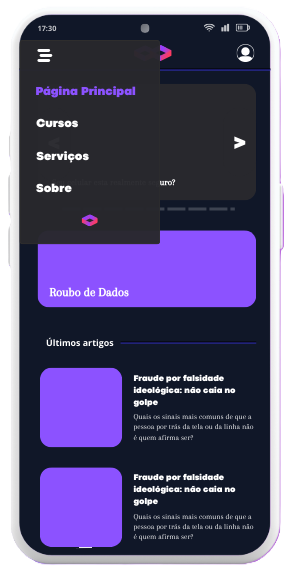 17:30
Página Principal
Cursos
Serviços
Sobre
>
uro?
Roubo de Dados
Últimos artigos
Fraude por falsidade
ideológica: não caia no
golpe
Quais os sinais mais comuns de que a
pessoa por trás da tela ou da linha não
é quem afirma ser?
Fraude por falsidade
ideológica: não caia no
golpe
Quais os sinais mais comuns de que a
pessoa por trás da tela ou da linha não
é quem afirma ser?